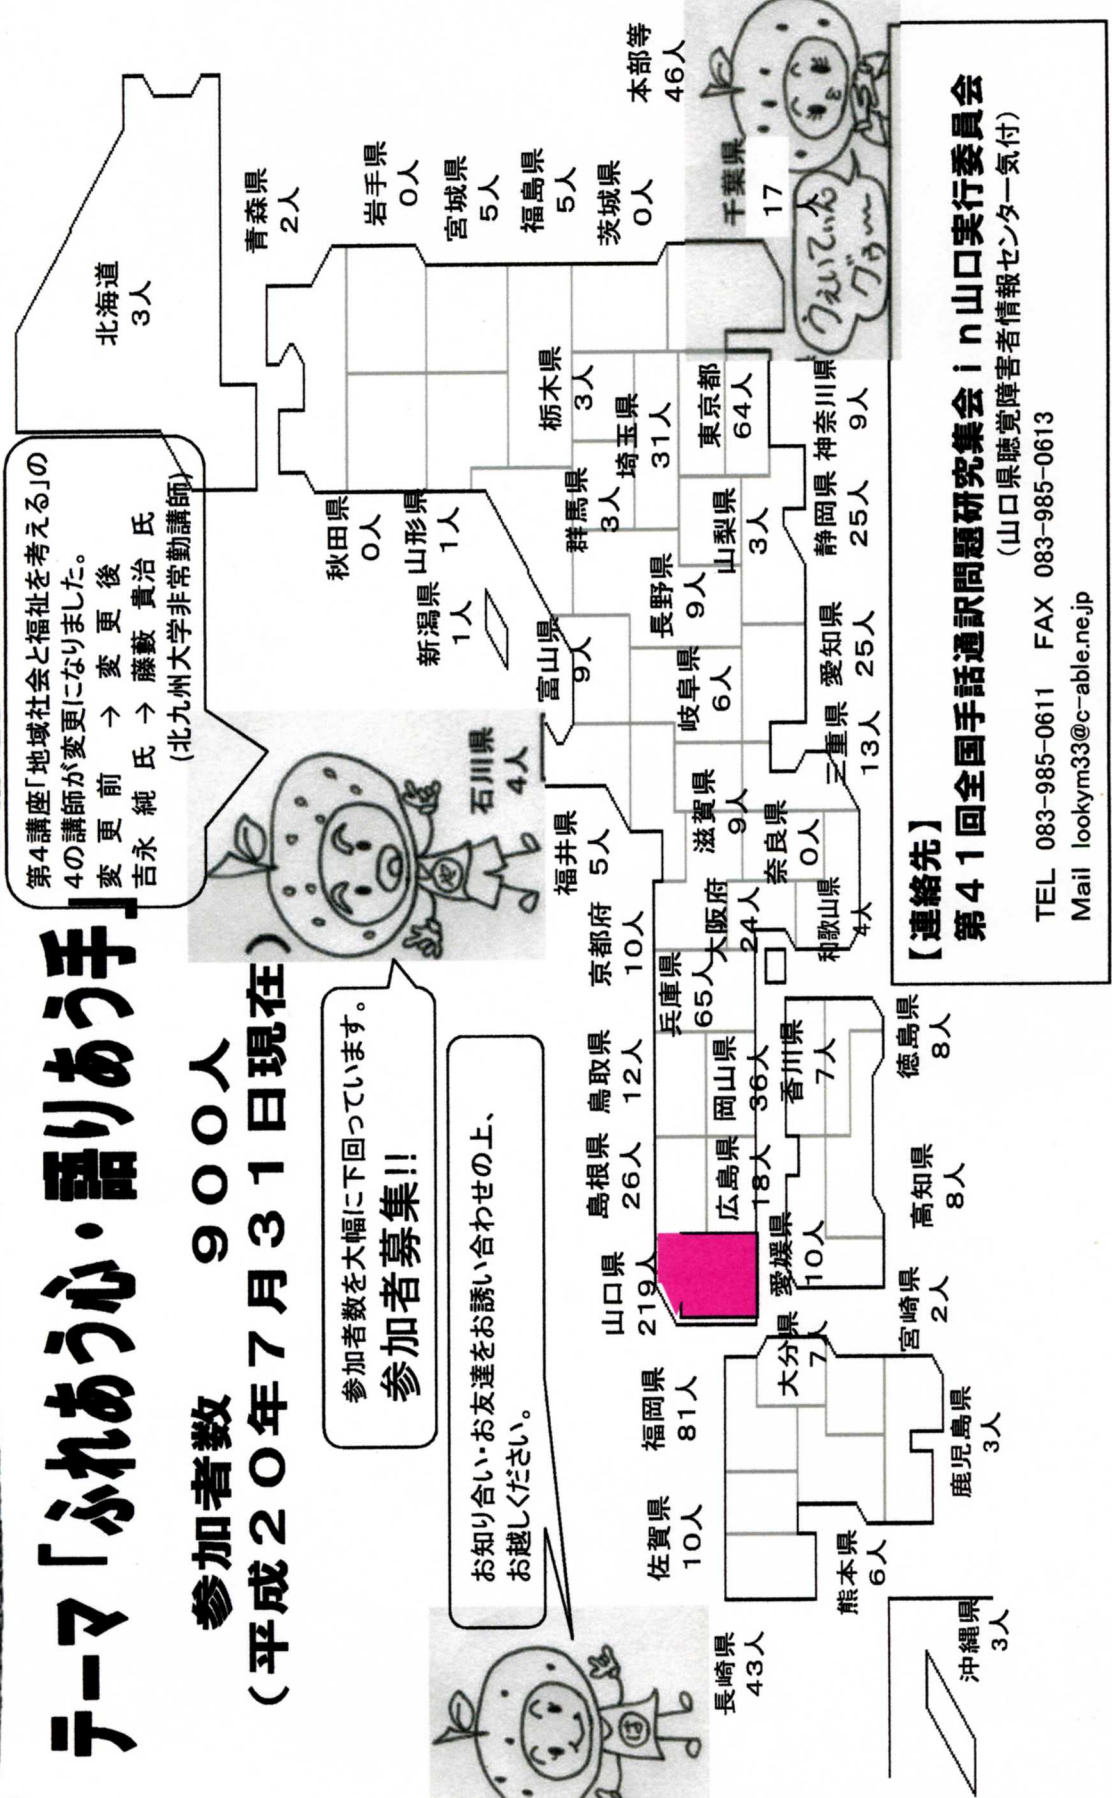 テーマ「ふれあう心・語りあう手」
参加者数　９００人
（平成２０年７月３１日現在）
第4講座「地域社会と福祉を考える」の
4の講師が変更になりました。
変　更　前　→　変　更　後
吉永　純　氏　→　藤藪　貴治　氏
(北九州大学非常勤講師)
参加者数を大幅に下回っています。
参加者募集!!
お知り合い・お友達をお誘い合わせの上、
お越しください。
うぇいてぃん
グゥ～
や
は
北海道
3人
青森県
2人
岩手県
0人
宮城県
5人
福島県
5人
茨城県
0人
本部等
46人
千葉県
17
人
秋田県
0人
山形県
1人
新潟県
1人
栃木県
3人
群馬県
3人
埼玉県
31人
東京都
64人
神奈川県
9人
山梨県
3人
静岡県
25人
長野県
9人
富山県
9人
石川県
4人
岐阜県
6人
愛知県
25人
三重県
13人
福井県
5人
滋賀県
9人
奈良県
0人
京都府
10人
大阪府
24人
和歌山県
4人
兵庫県
65人
鳥取県
12人
岡山県
36人
島根県
26人
広島県
18人
山口県
219人
香川県
7人
徳島県
8人
愛媛県
10人
高知県
8人
福岡県
81人
大分県
7人
宮崎県
2人
佐賀県
10人
長崎県
43人
熊本県
6人
鹿児島県
3人
沖縄県
3人
【連絡先】
第４１回全国手話通訳問題研究集会ｉｎ山口実行委員会
（山口県聴覚障害者情報センター気付）
TEL 083-985-0611　FAX 083-985-0613
Mail lookym33@c-able.ne.jp